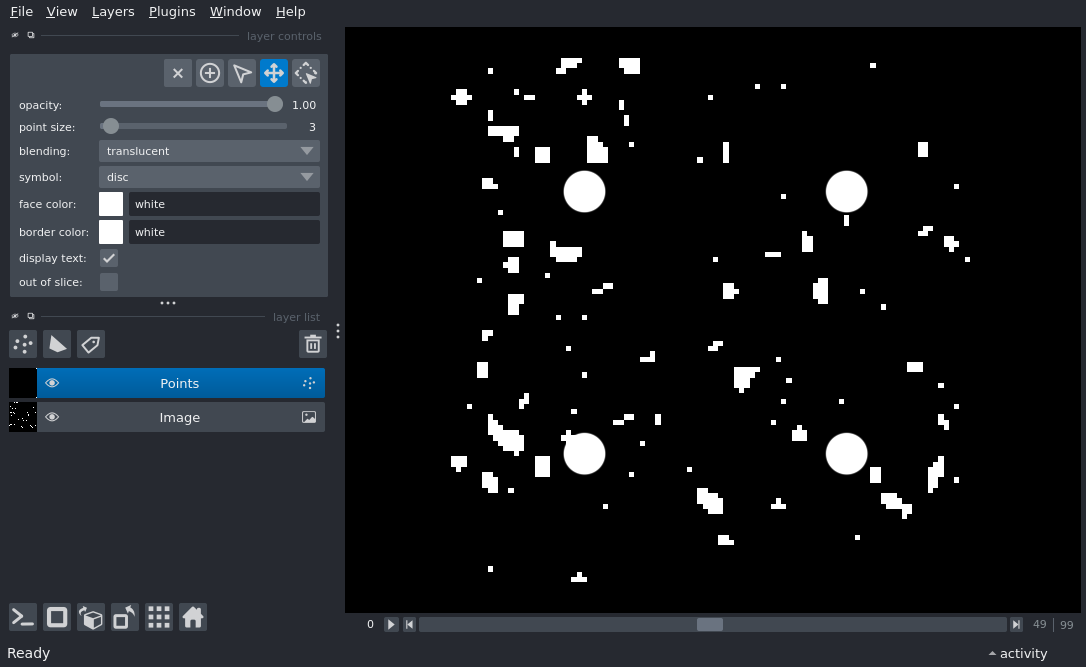 File View Layers Plugins Window Help
layer controls
opacity: 1.00
point size: 3
blending: translucent
symbol: disc
face color: white
border color: white
display text:
out of slice:
layer list
Points
Image
0 49 99
Ready activity